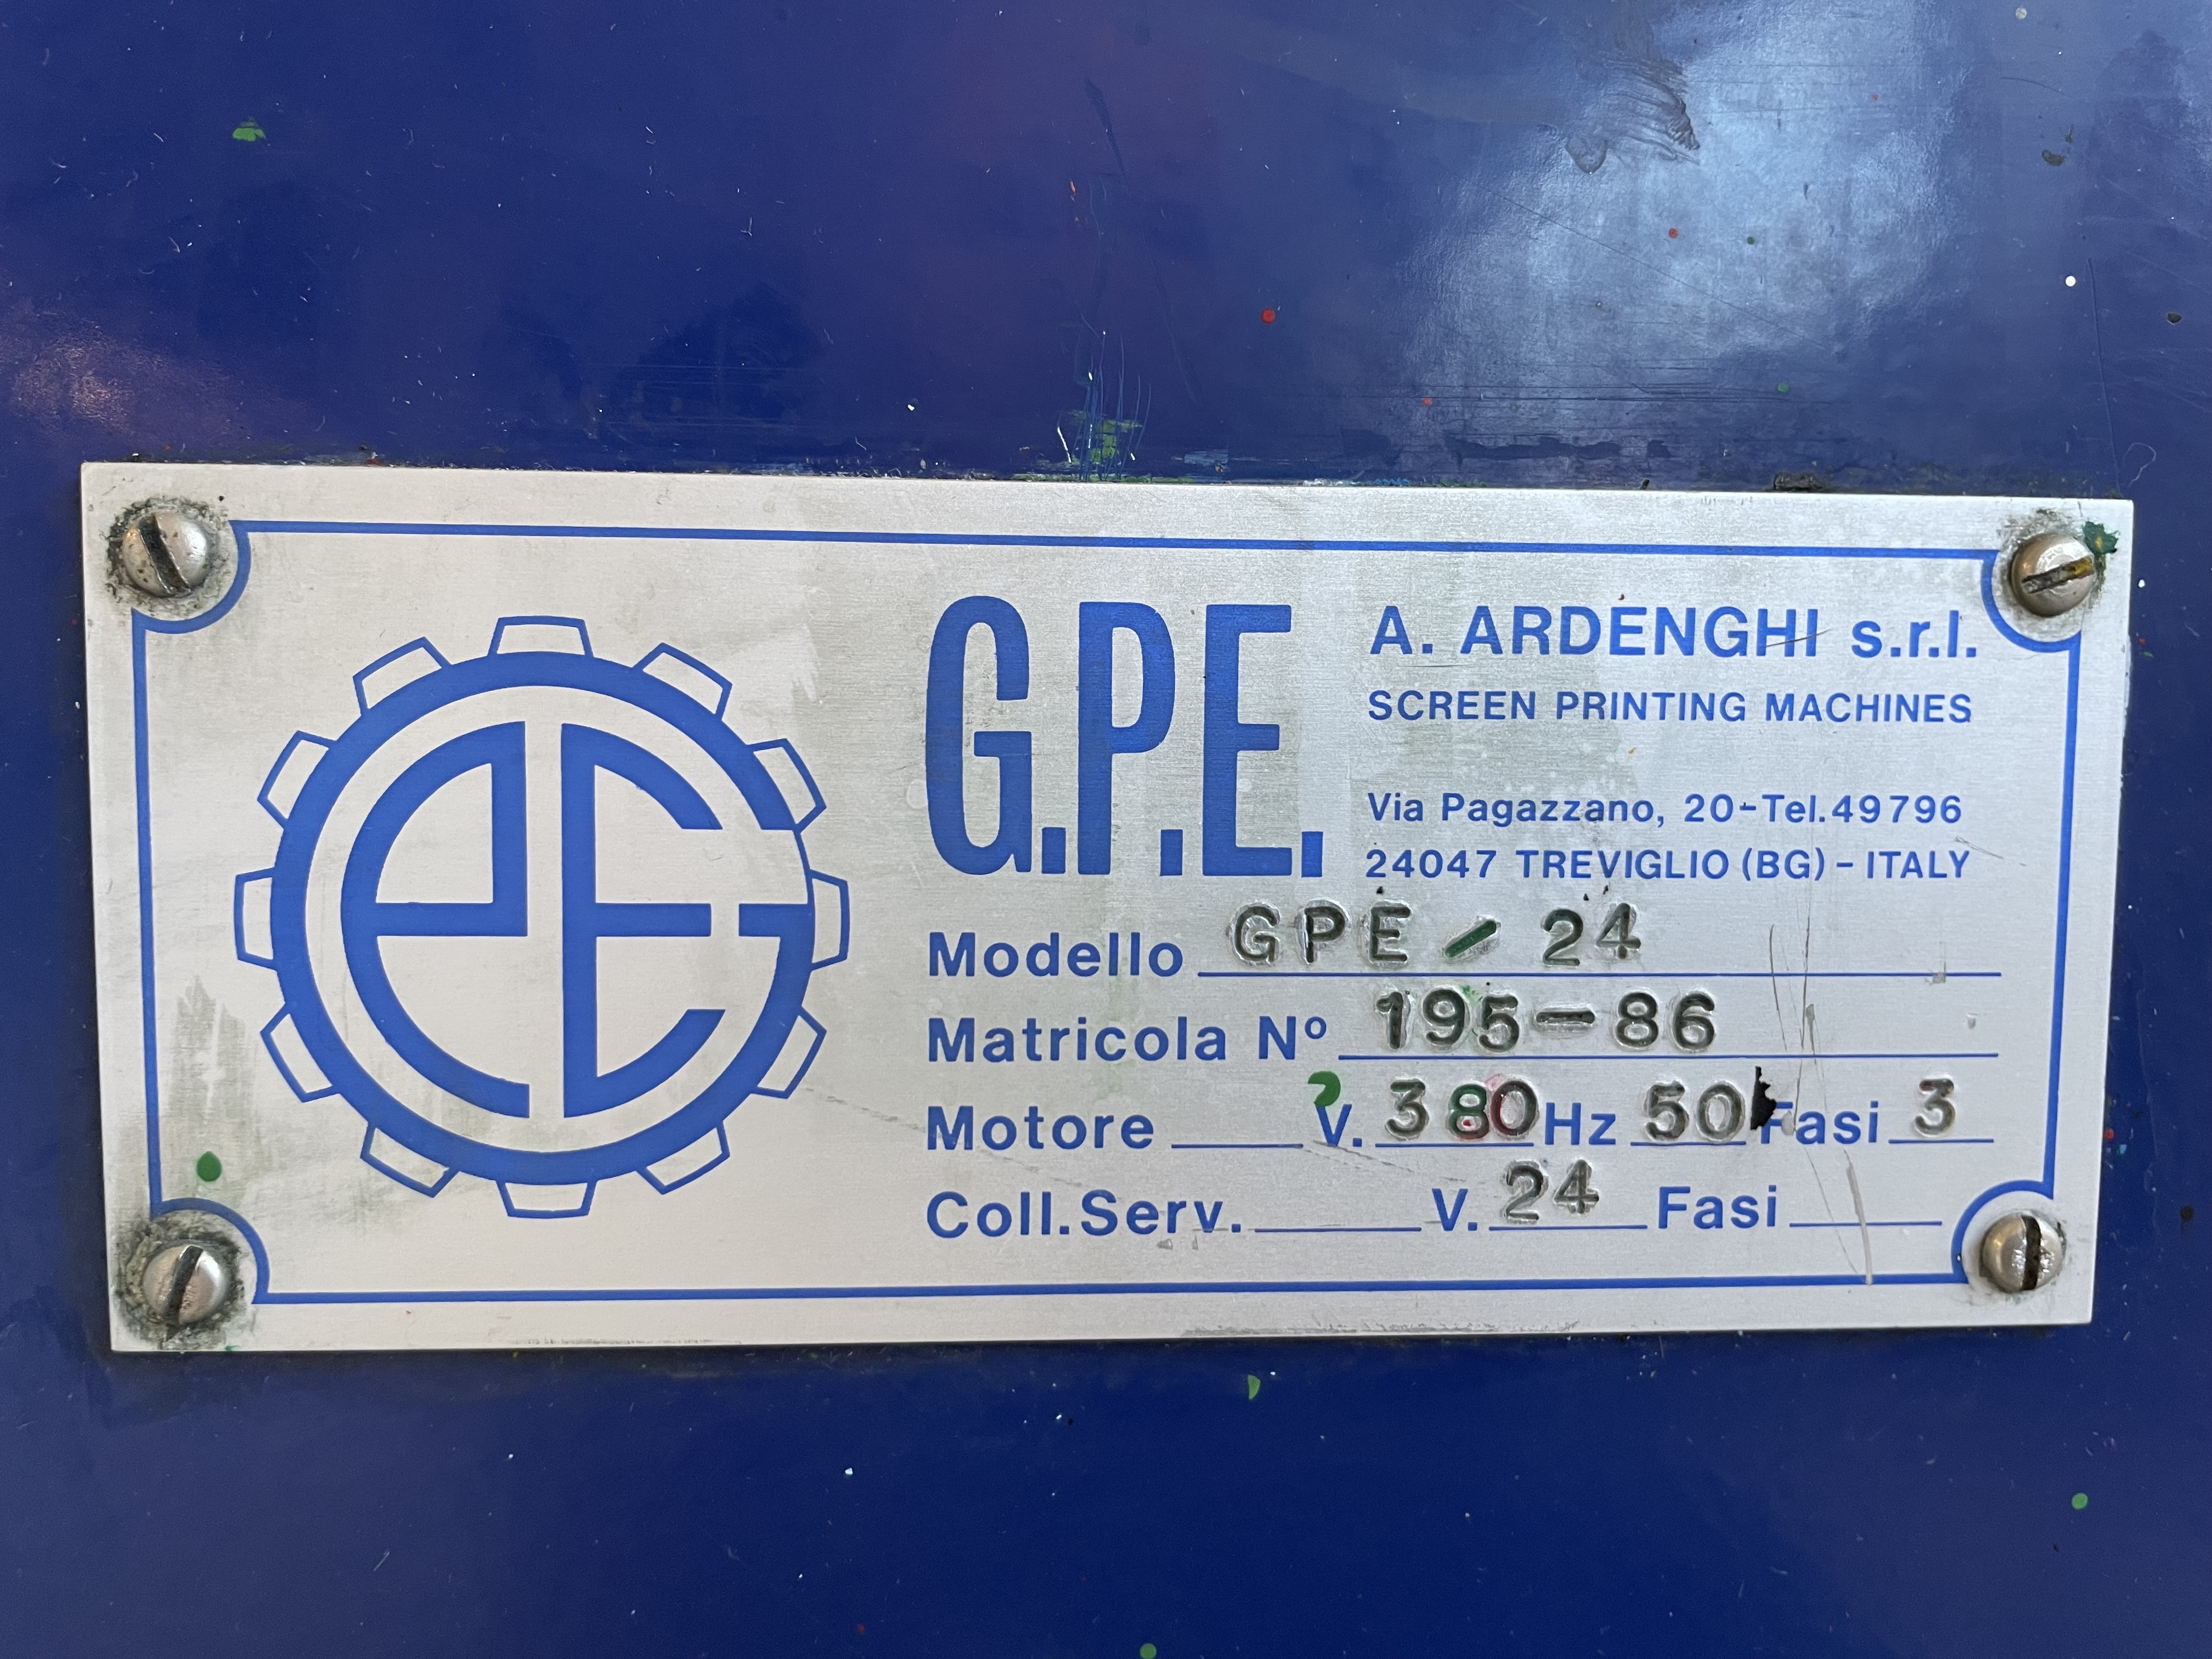 G.P.E.
A. ARDENGHI s.r.l.
SCREEN PRINTING MACHINES
Via Pagazzano, 20-Tel.49796
24047 TREVIGLIO (BG) - ITALY
Modello GPE / 24
Matricola Nº 195-86
Motore V. 380 Hz 50 Fasi 3
Coll.Serv. V. 24 Fasi